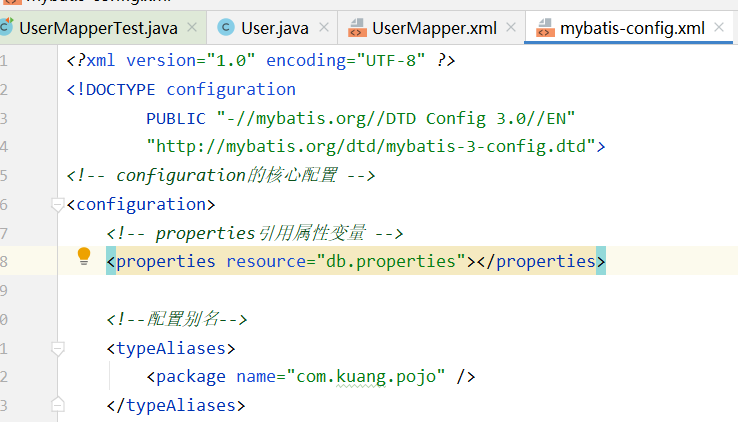 mybatis-config.xml
UserMapperTest.java × User.java × UserMapper.xml × mybatis-config.xml ×
1 <?xml version="1.0" encoding="UTF-8" ?>
2 <!DOCTYPE configuration
3 PUBLIC "-//mybatis.org//DTD Config 3.0//EN"
4 "http://mybatis.org/dtd/mybatis-3-config.dtd">
5 <!-- configuration的核心配置 -->
6 <configuration>
7 <!-- properties引用属性变量 -->
8 <properties resource="db.properties"></properties>
9
0 <!--配置别名-->
1 <typeAliases>
2 <package name="com.kuang.pojo" />
3 </typeAliases>